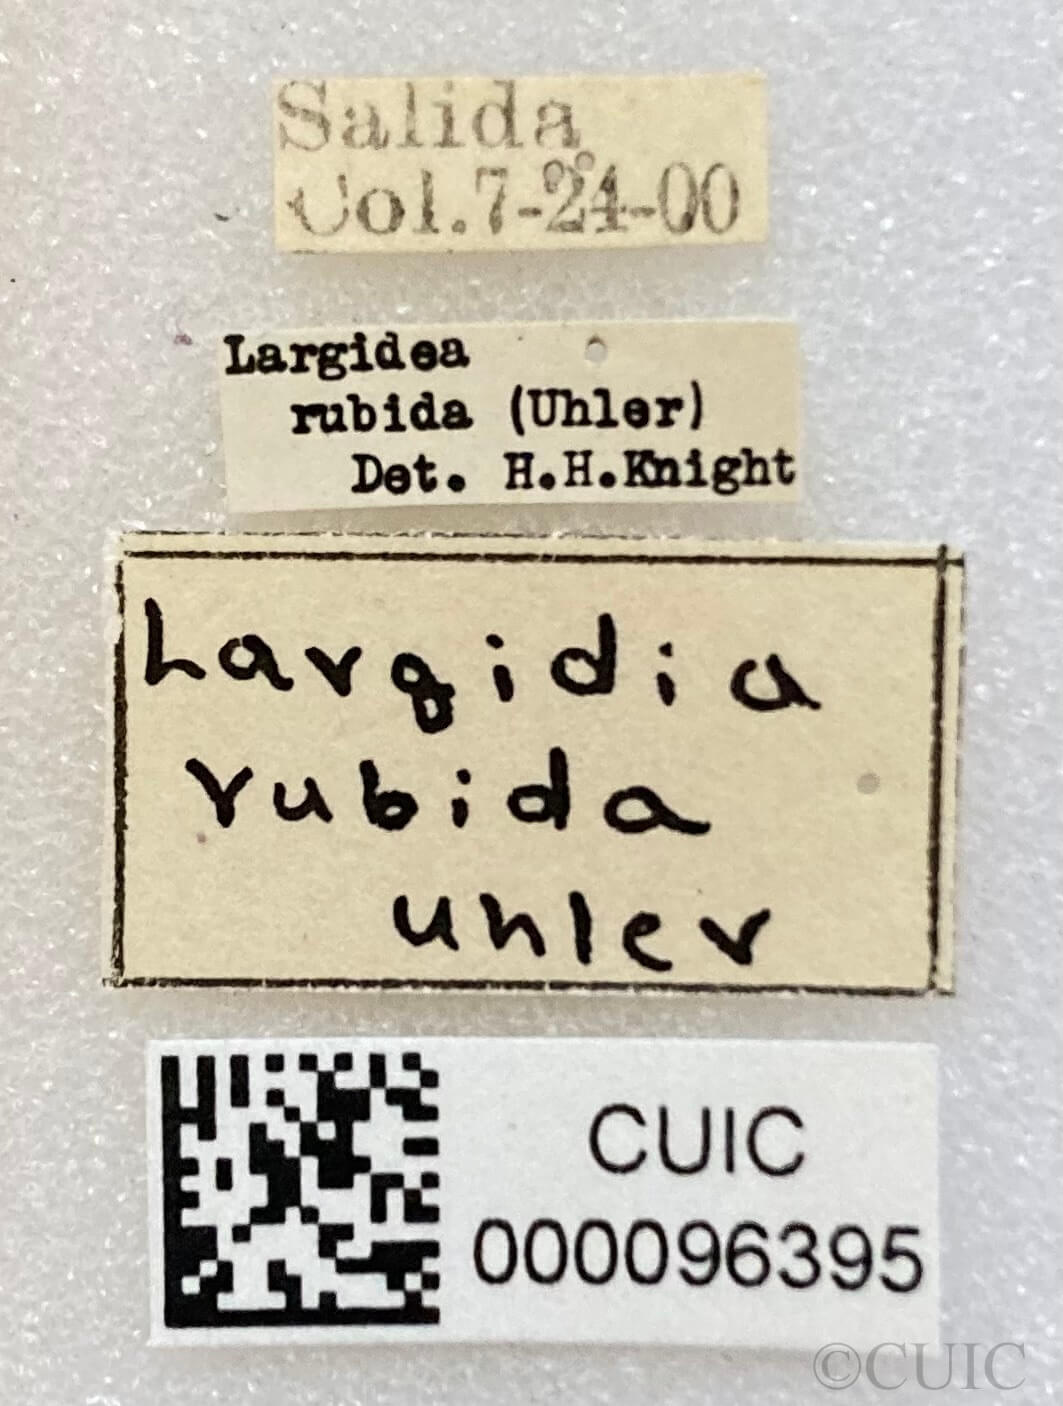 Salida
Col.7-24-00
Largidea
rubida (Uhler)
Det. H.H.Knight
Largidia
rubida
uhler
CUIC
000096395
©CUIC